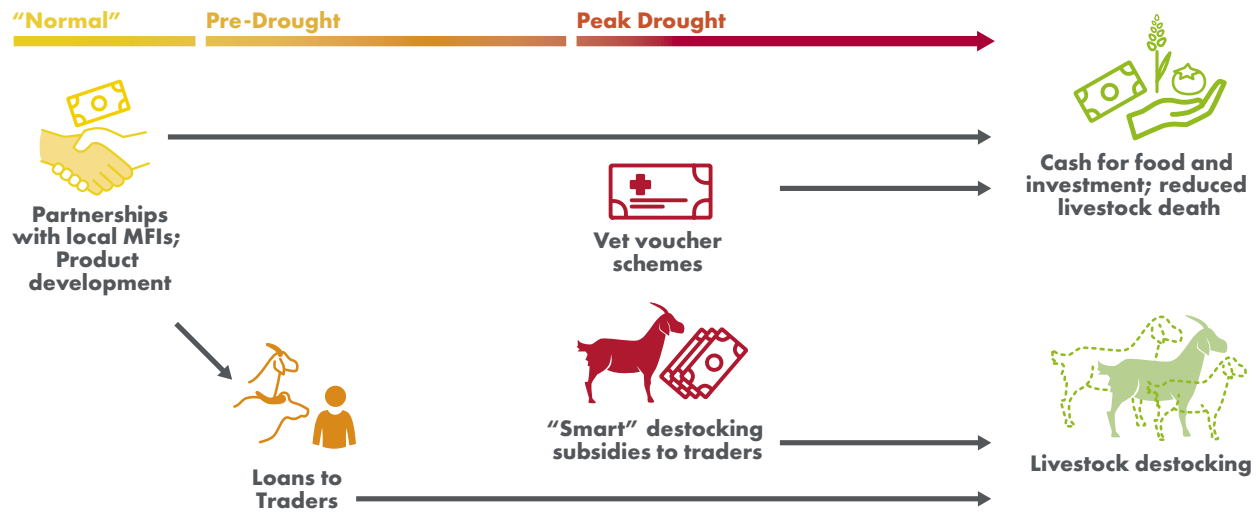 “Normal”
Pre-Drought
Peak Drought
Partnerships
with local MFIs;
Product
development
Vet voucher
schemes
Cash for food and
investment; reduced
livestock death
Loans to
Traders
“Smart” destocking
subsidies to traders
Livestock destocking